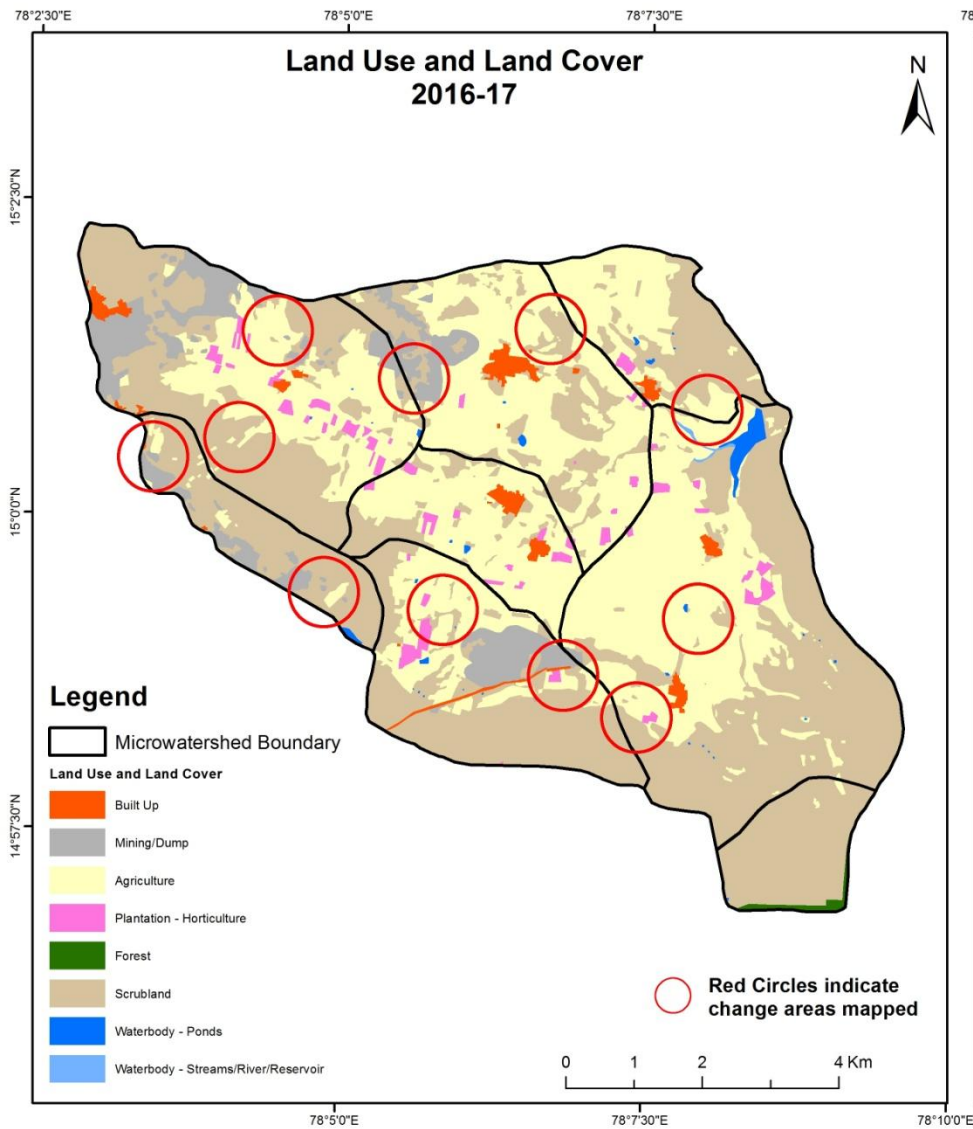 78°2'30"E 78°5'0"E 78°7'30"E 78
Land Use and Land Cover
2016-17
N
15°2'30"N
15°0'0"N
14°57'30"N
Legend
Microwatershed Boundary
Land Use and Land Cover
Built Up
Mining/Dump
Agriculture
Plantation - Horticulture
Forest
Scrubland
Waterbody - Ponds
Waterbody - Streams/River/Reservoir
Red Circles indicate
change areas mapped
0 1 2 4 Km
78°5'0"E 78°7'30"E 78°10'0"E